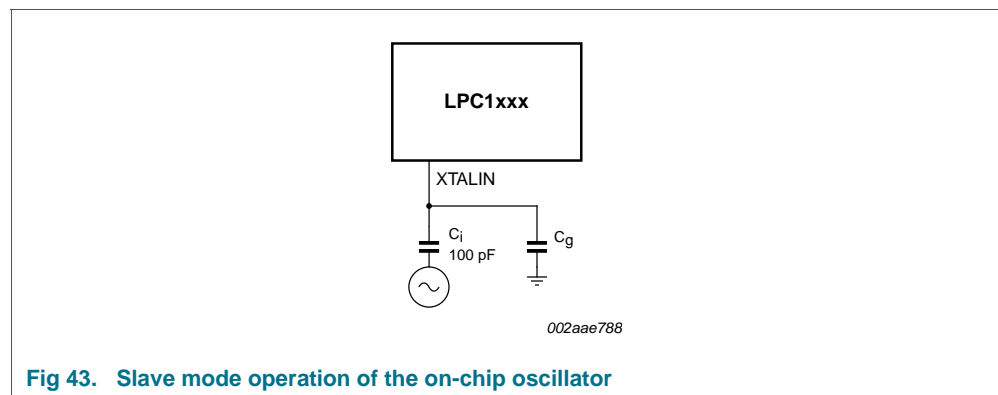 LPC1xxx
XTALIN
Ci
100 pF
Cg
002aae788
Fig 43. Slave mode operation of the on-chip oscillator